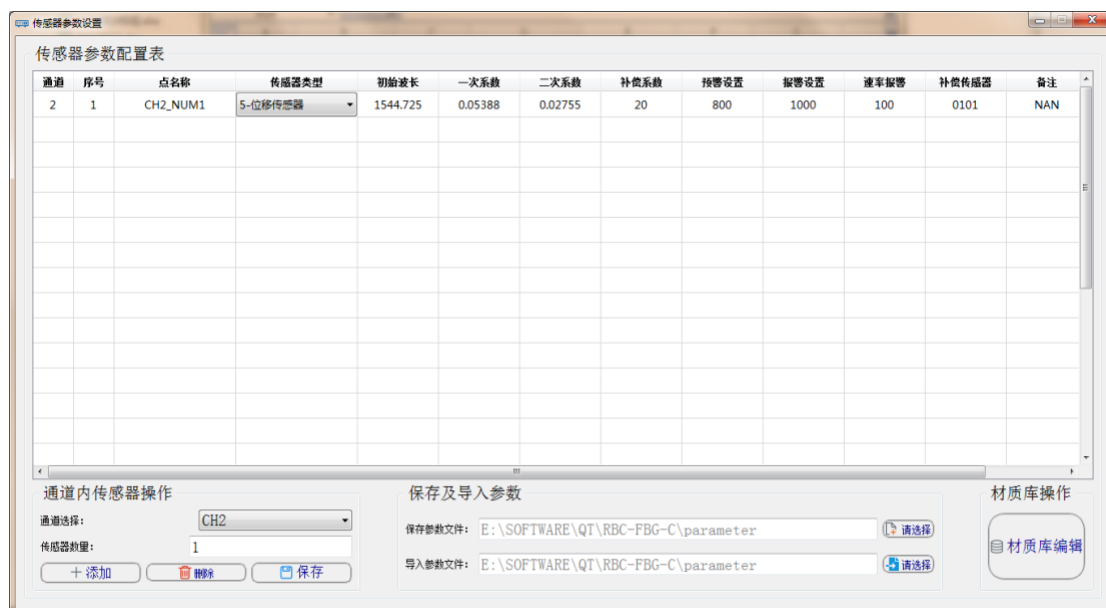 传感器参数设置
传感器参数配置表
通道 序号 点名称 传感器类型 初始波长 一次系数 二次系数 补偿系数 预警设置 报警设置 速率报警 补偿传感器 备注
2 1 CH2_NUM1 5-位移传感器 1544.725 0.05388 0.02755 20 800 1000 100 0101 NAN
通道内传感器操作 保存及导入参数 材质库操作
通道选择: CH2
保存参数文件: E:\SOFTWARE\QT\RBC-FBG-C\parameter 请选择
传感器数量: 1
材质库编辑
导入参数文件: E:\SOFTWARE\QT\RBC-FBG-C\parameter 请选择
添加 删除 保存